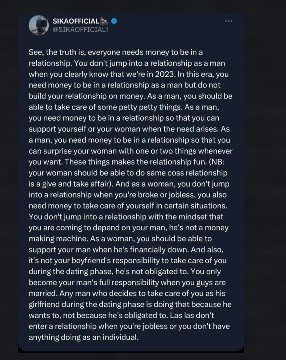 SIKAOFFICIAL
@SIKAOFFICIAL1
See, the truth is, everyone needs money to be in a
relationship. You don't jump into a relationship as a man
when you clearly know that we're in 2023. In this era, you
need money to be in a relationship as a man but do not
build your relationship on money. As a man, you should be
able to take care of some petty petty things. As a man,
you need money to be in a relationship so that you can
support yourself or your woman when the need arises. As
a man, you need money to be in a relationship so that you
can surprise your woman with one or two things whenever
you want. These things makes the relationship fun. (NB:
your woman should be able to do same coss relationship
is a give and take affair). And as a woman, you don't jump
into a relationship when you're broke or jobless, you also
need money to take care of yourself in certain situations.
You don't jump into a relationship with the mindset that
you are coming to depend on your man, he's not a money
making machine. As a woman, you should be able to
support your man when he's financially down. And also,
it's not your boyfriend's responsibility to take care of you
during the dating phase, he's not obligated to. You only
become your man's full responsibility when you guys are
married. Any man who decides to take care of you as his
girlfriend during the dating phase is doing that because he
wants to, not because he's obligated to. Las las don't
enter a relationship when you're jobless or you don't have
anything doing as an individual.